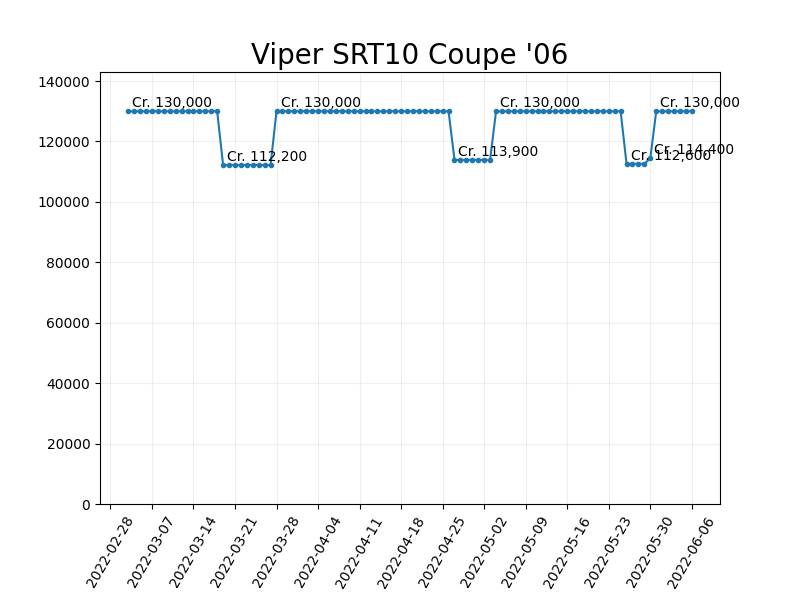 Viper SRT10 Coupe '06
140000
120000
100000
80000
60000
40000
20000
0
Cr. 130,000
Cr. 112,200
Cr. 130,000
Cr. 113,900
Cr. 130,000
Cr. 112,600
Cr. 114,400
Cr. 130,000
2022-02-28
2022-03-07
2022-03-14
2022-03-21
2022-03-28
2022-04-04
2022-04-11
2022-04-18
2022-04-25
2022-05-02
2022-05-09
2022-05-16
2022-05-23
2022-05-30
2022-06-06